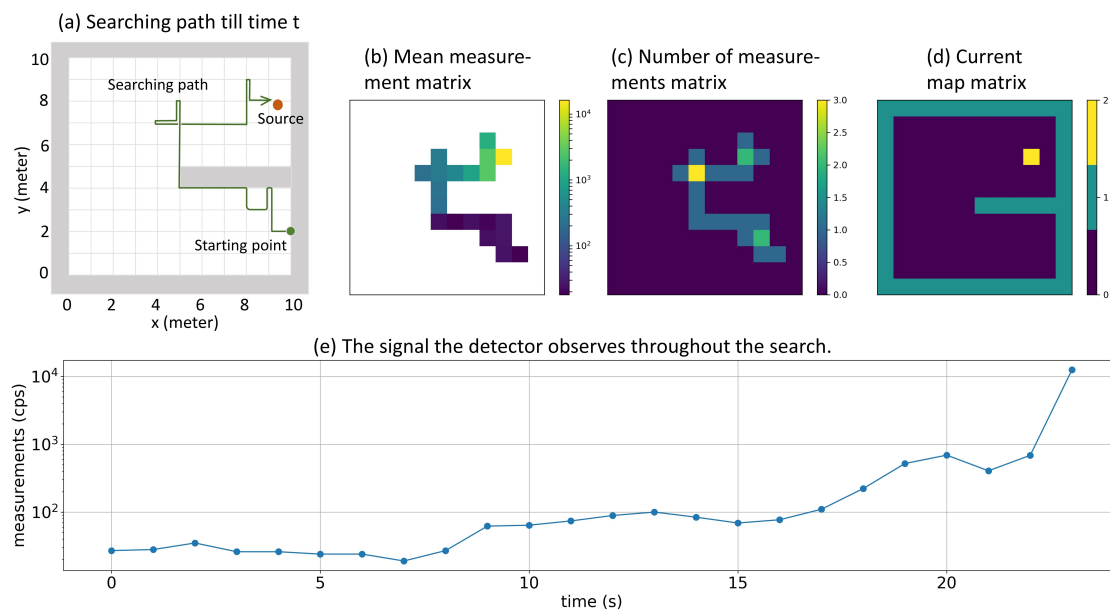 (a) Searching path till time t
(b) Mean measure-
ment matrix
(c) Number of measure-
ments matrix
(d) Current
map matrix
10
8
6
4
2
0
y (meter)
Searching path
Source
Starting point
0 2 4 6 8 10
x (meter)
10⁴
10³
10²
3.0
2.5
2.0
1.5
1.0
0.5
0.0
2
1
0
(e) The signal the detector observes throughout the search.
10⁴
10³
10²
measurements (cps)
0 5 10 15 20
time (s)